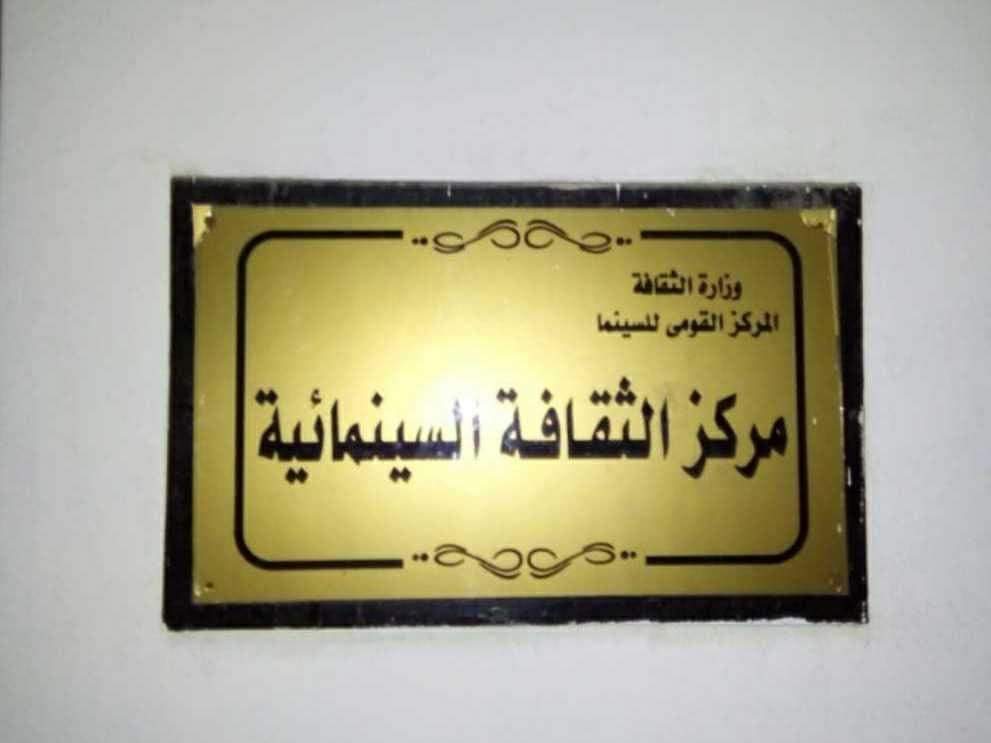 وزارة الثقافة
المركز القومى للسينما
مركز الثقافة السينمائية